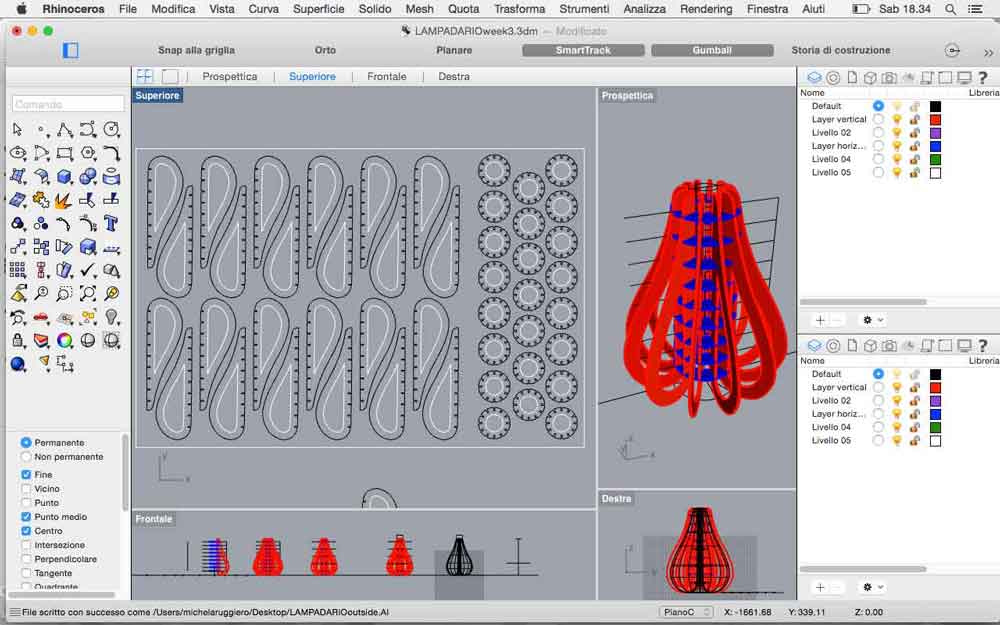 Rhinoceros File Modifica Vista Curva Superficie Solido Mesh Quota Trasforma Strumenti Analizza Rendering Finestra Aiuti Sab 18.34
LAMPADARIOweek3.3dm — Modificato
Snap alla griglia Orto Planare SmartTrack Gumball Storia di costruzione
Prospettica Superiore Frontale Destra
Comando
Superiore
Prospettica
Nome Libreria
Default
Layer vertical
Livello 02
Layer horiz...
Livello 04
Livello 05
Nome Libreria
Default
Layer vertical
Livello 02
Layer horiz...
Livello 04
Livello 05
Permanente
Non permanente
Fine
Vicino
Punto
Punto medio
Centro
Intersezione
Perpendicolare
Tangente
Quadrante
y
x
z
y
x
Frontale
Destre
z
y
File scritto con successo come /Users/michelaruggiero/Desktop/LAMPADARIOoutside.AI PianoC X: -1661.68 Y: 339.11 Z: 0.00